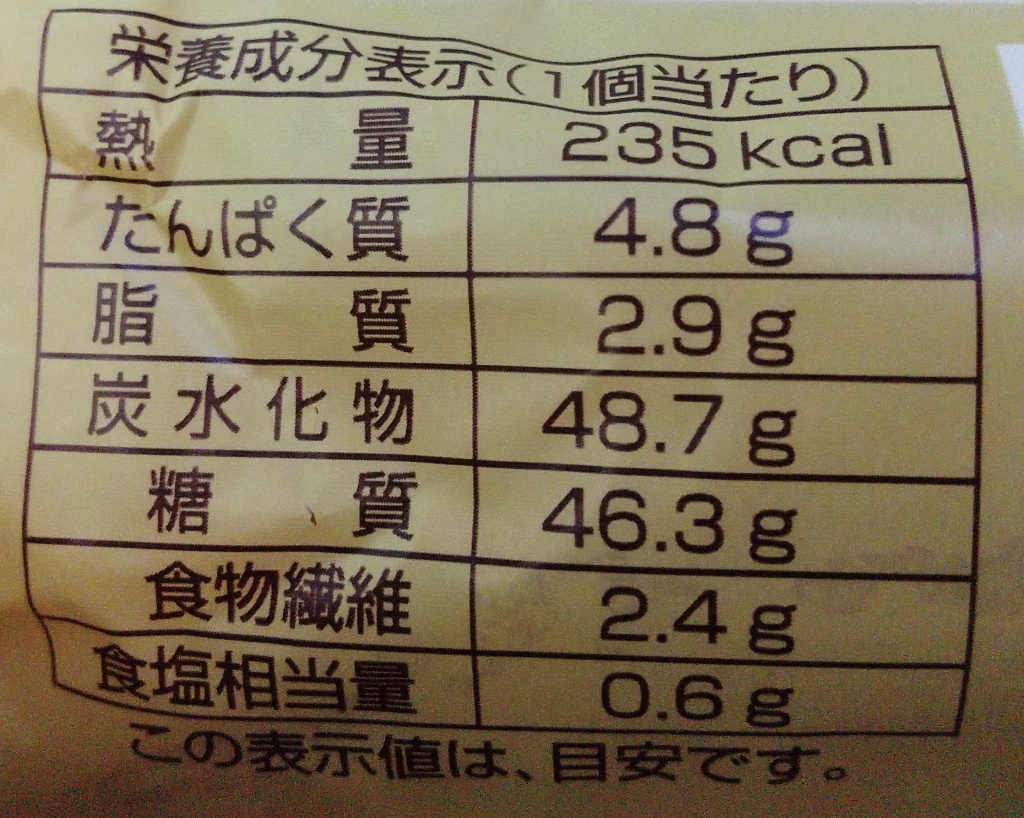 栄養成分表示(1個当たり)
熱量 235 kcal
たんぱく質 4.8 g
脂質 2.9 g
炭水化物 48.7 g
糖質 46.3 g
食物繊維 2.4 g
食塩相当量 0.6 g
この表示値は、目安です。